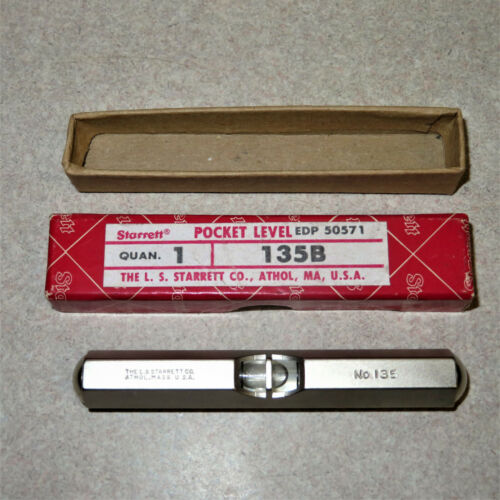 Starrett® POCKET LEVEL EDP 50571
QUAN. 1 135B
THE L. S. STARRETT CO., ATHOL, MA, U.S.A.
THE L.S. STARRETT CO.
ATHOL, MASS. U.S.A.
No. 135